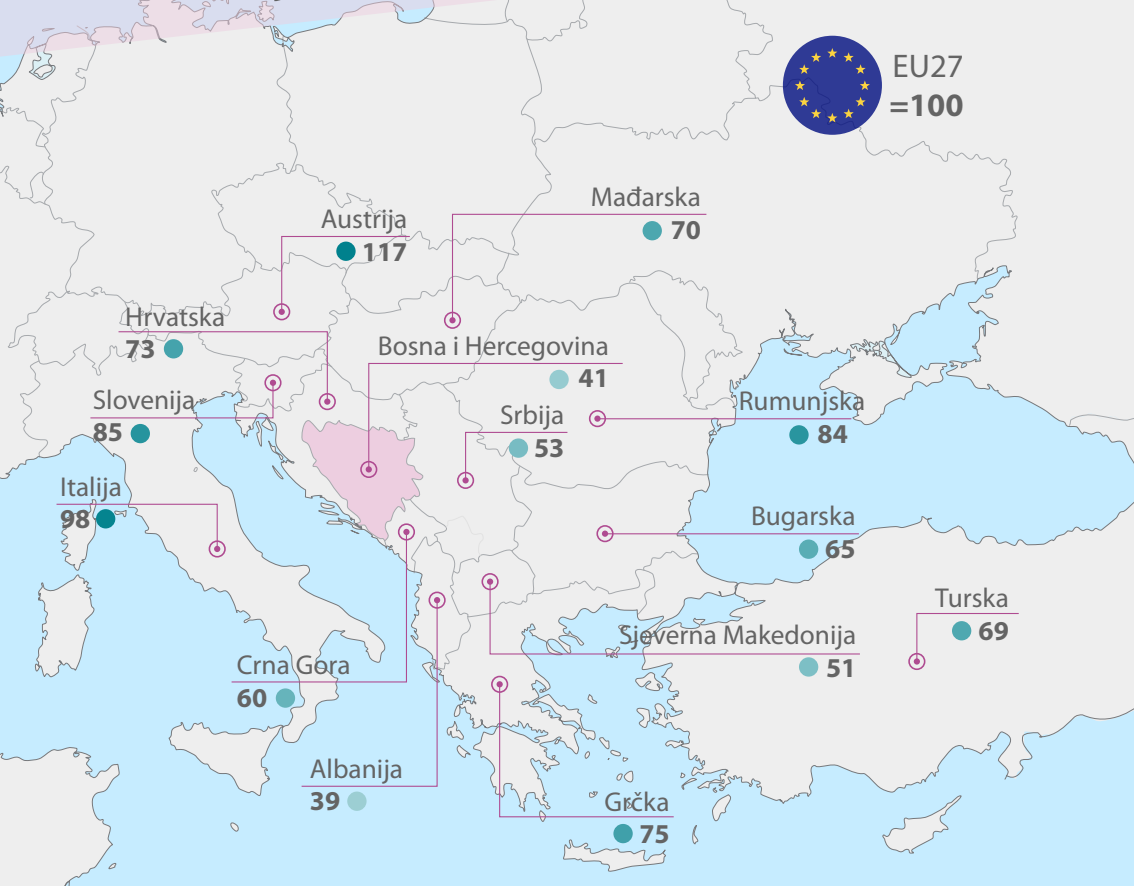 EU27
=100
Mađarska
70
Austrija
117
Hrvatska
73
Bosna i Hercegovina
41
Slovenija
85
Srbija
53
Rumunjska
84
Italija
98
Bugarska
65
Turska
69
Sjeverna Makedonija
51
Crna Gora
60
Albanija
39
Grčka
75